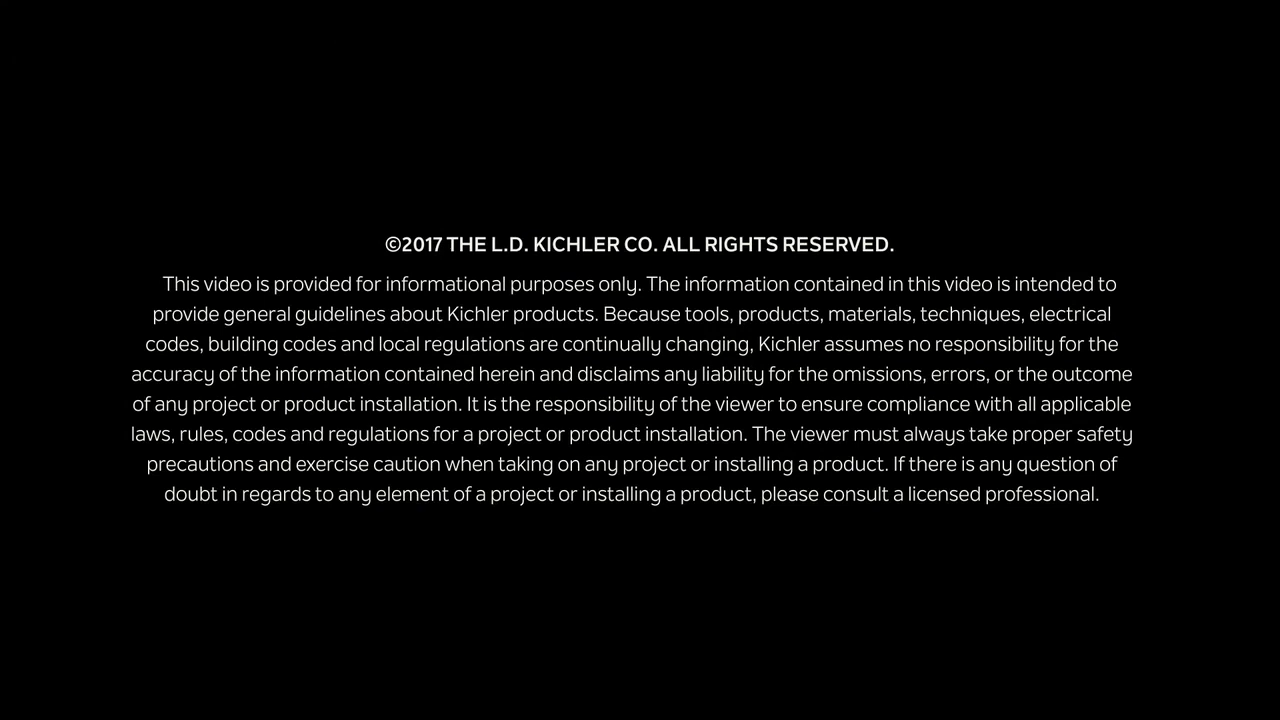 ©2017 THE L.D. KICHLER CO. ALL RIGHTS RESERVED.
This video is provided for informational purposes only. The information contained in this video is intended to
provide general guidelines about Kichler products. Because tools, products, materials, techniques, electrical
codes, building codes and local regulations are continually changing, Kichler assumes no responsibility for the
accuracy of the information contained herein and disclaims any liability for the omissions, errors, or the outcome
of any project or product installation. It is the responsibility of the viewer to ensure compliance with all applicable
laws, rules, codes and regulations for a project or product installation. The viewer must always take proper safety
precautions and exercise caution when taking on any project or installing a product. If there is any question of
doubt in regards to any element of a project or installing a product, please consult a licensed professional.